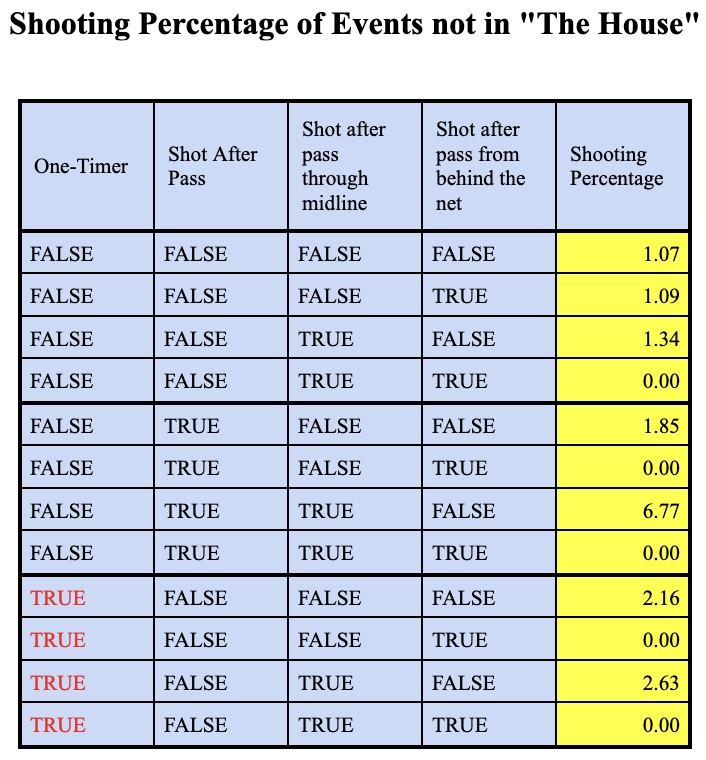 Shooting Percentage of Events not in "The House"
One-Timer
Shot After
Pass
Shot after
pass
through
midline
Shot after
pass from
behind the
net
Shooting
Percentage
FALSE FALSE FALSE FALSE 1.07
FALSE FALSE FALSE TRUE 1.09
FALSE FALSE TRUE FALSE 1.34
FALSE FALSE TRUE TRUE 0.00
FALSE TRUE FALSE FALSE 1.85
FALSE TRUE FALSE TRUE 0.00
FALSE TRUE TRUE FALSE 6.77
FALSE TRUE TRUE TRUE 0.00
TRUE FALSE FALSE FALSE 2.16
TRUE FALSE FALSE TRUE 0.00
TRUE FALSE TRUE FALSE 2.63
TRUE FALSE TRUE TRUE 0.00